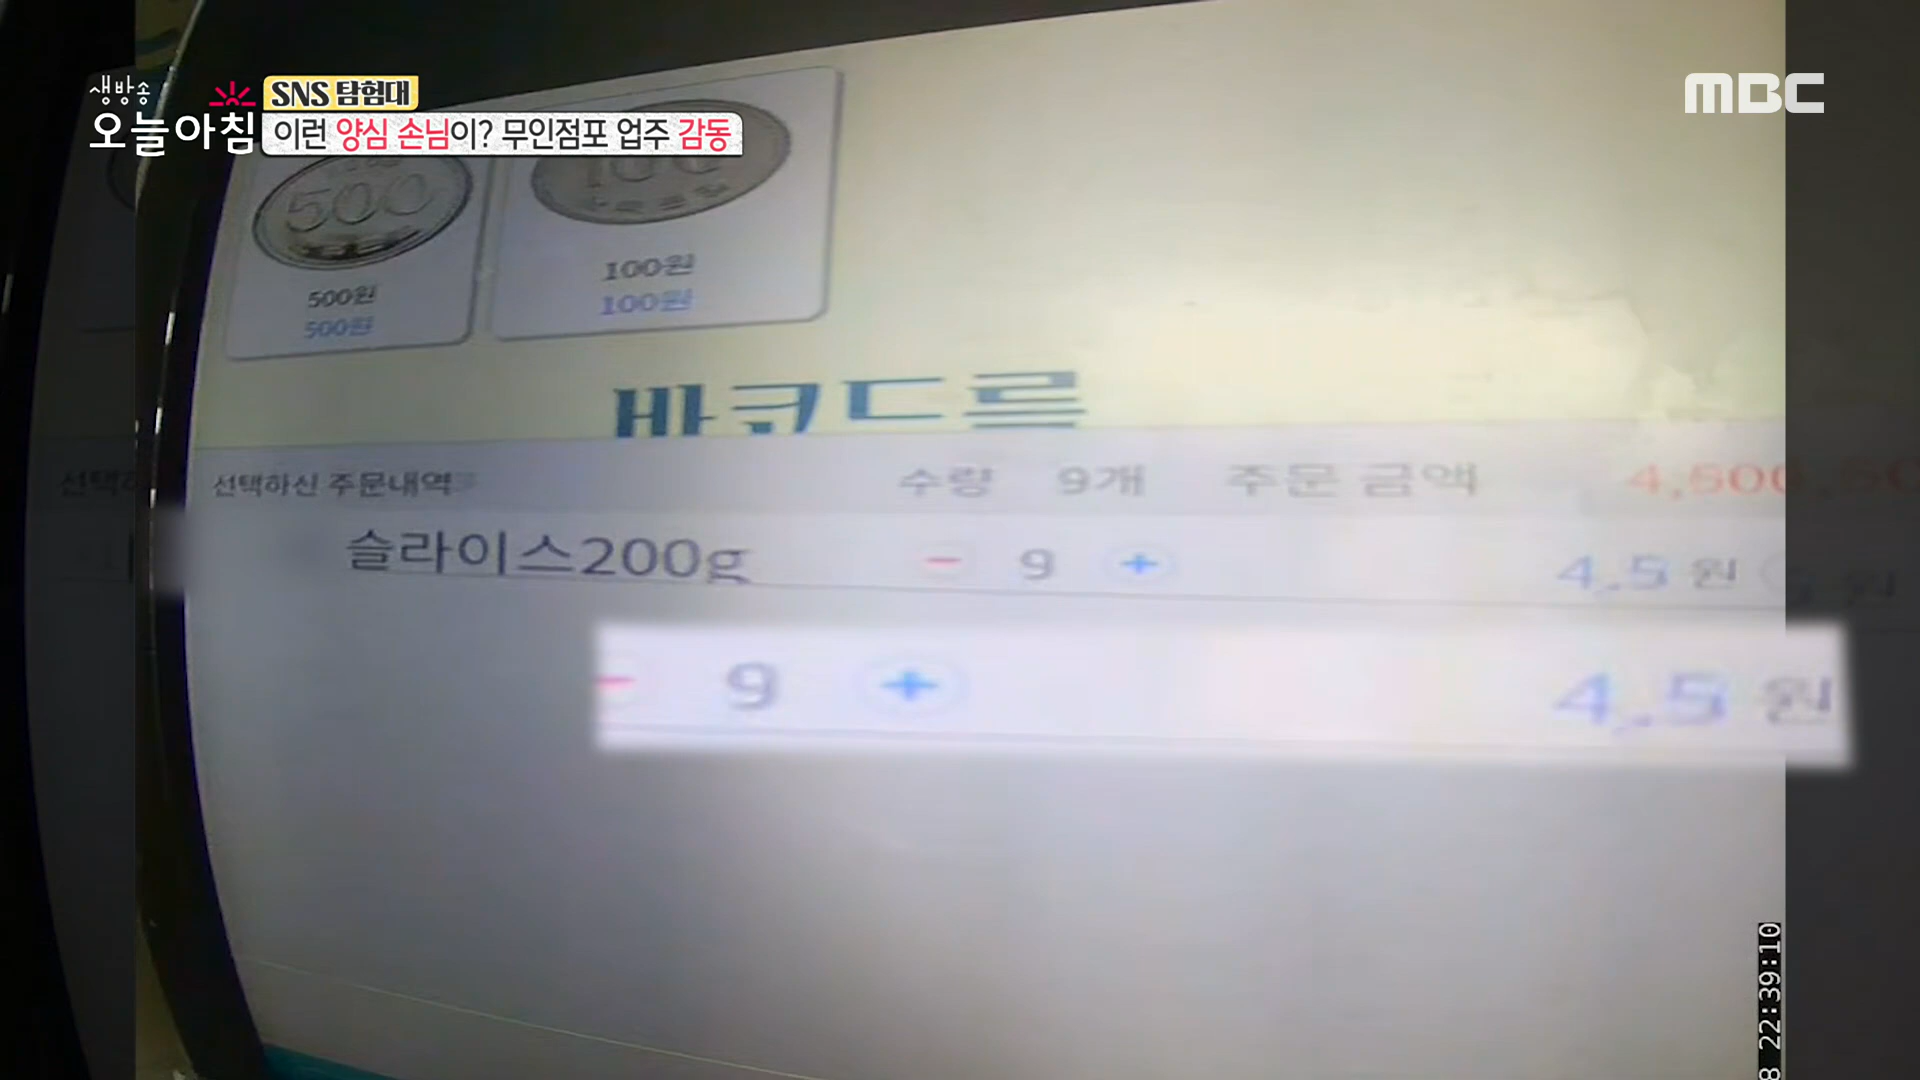 생방송
오늘아침
SNS 탐험대
이런 양심 손님이? 무인점포 업주 감동
MBC
500
100
500원
500원
100원
100원
바코드를
선택하신 주문내역
수량 9개 주문 금액
슬라이스200g
- 9 +
4,5 원
- 9 +
4,5 원
22:39:10